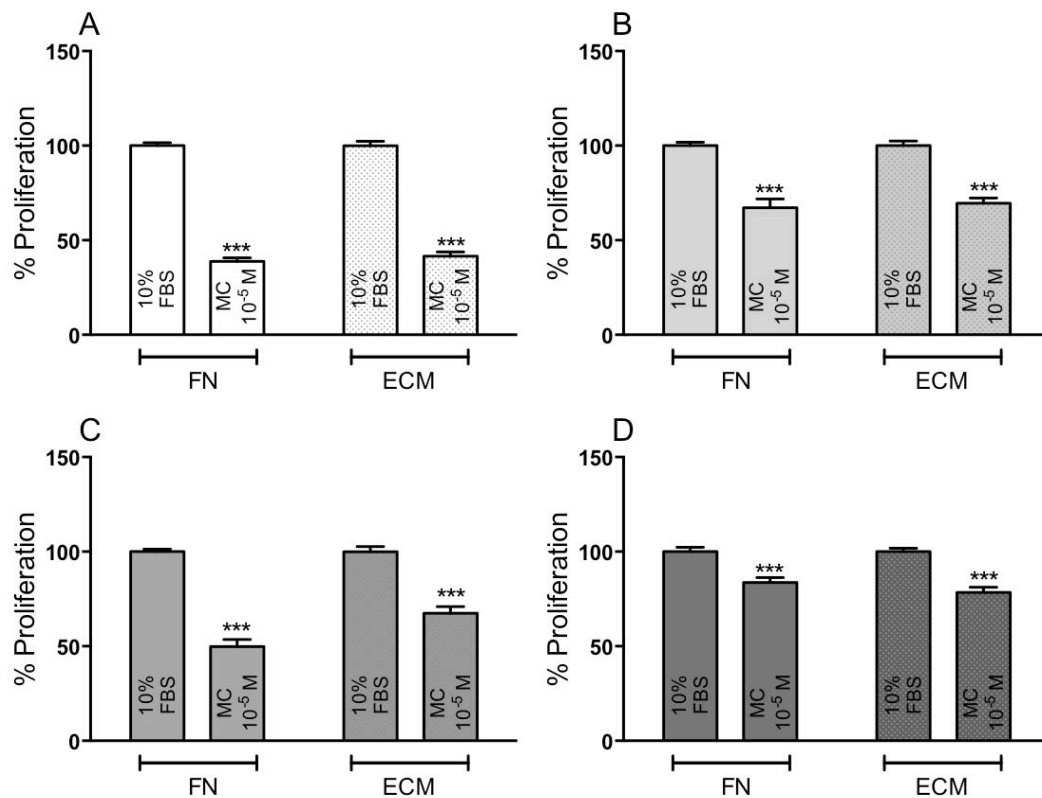 A
150
100
50
0
% Proliferation
***
***
10%
FBS
MC
10⁻⁵ M
10%
FBS
MC
10⁻⁵ M
FN
ECM
B
150
100
50
0
% Proliferation
***
***
10%
FBS
MC
10⁻⁵ M
10%
FBS
MC
10⁻⁵ M
FN
ECM
C
150
100
50
0
% Proliferation
***
***
10%
FBS
MC
10⁻⁵ M
10%
FBS
MC
10⁻⁵ M
FN
ECM
D
150
100
50
0
% Proliferation
***
***
10%
FBS
MC
10⁻⁵ M
10%
FBS
MC
10⁻⁵ M
FN
ECM